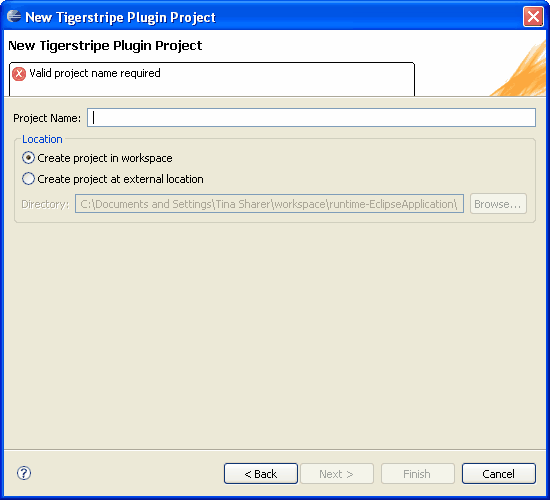 New Tigerstripe Plugin Project
New Tigerstripe Plugin Project
Valid project name required
Project Name:
Location
Create project in workspace
Create project at external location
Directory: C:\Documents and Settings\Tina Sharer\workspace\runtime-EclipseApplication\ Browse...
? < Back Next > Finish Cancel